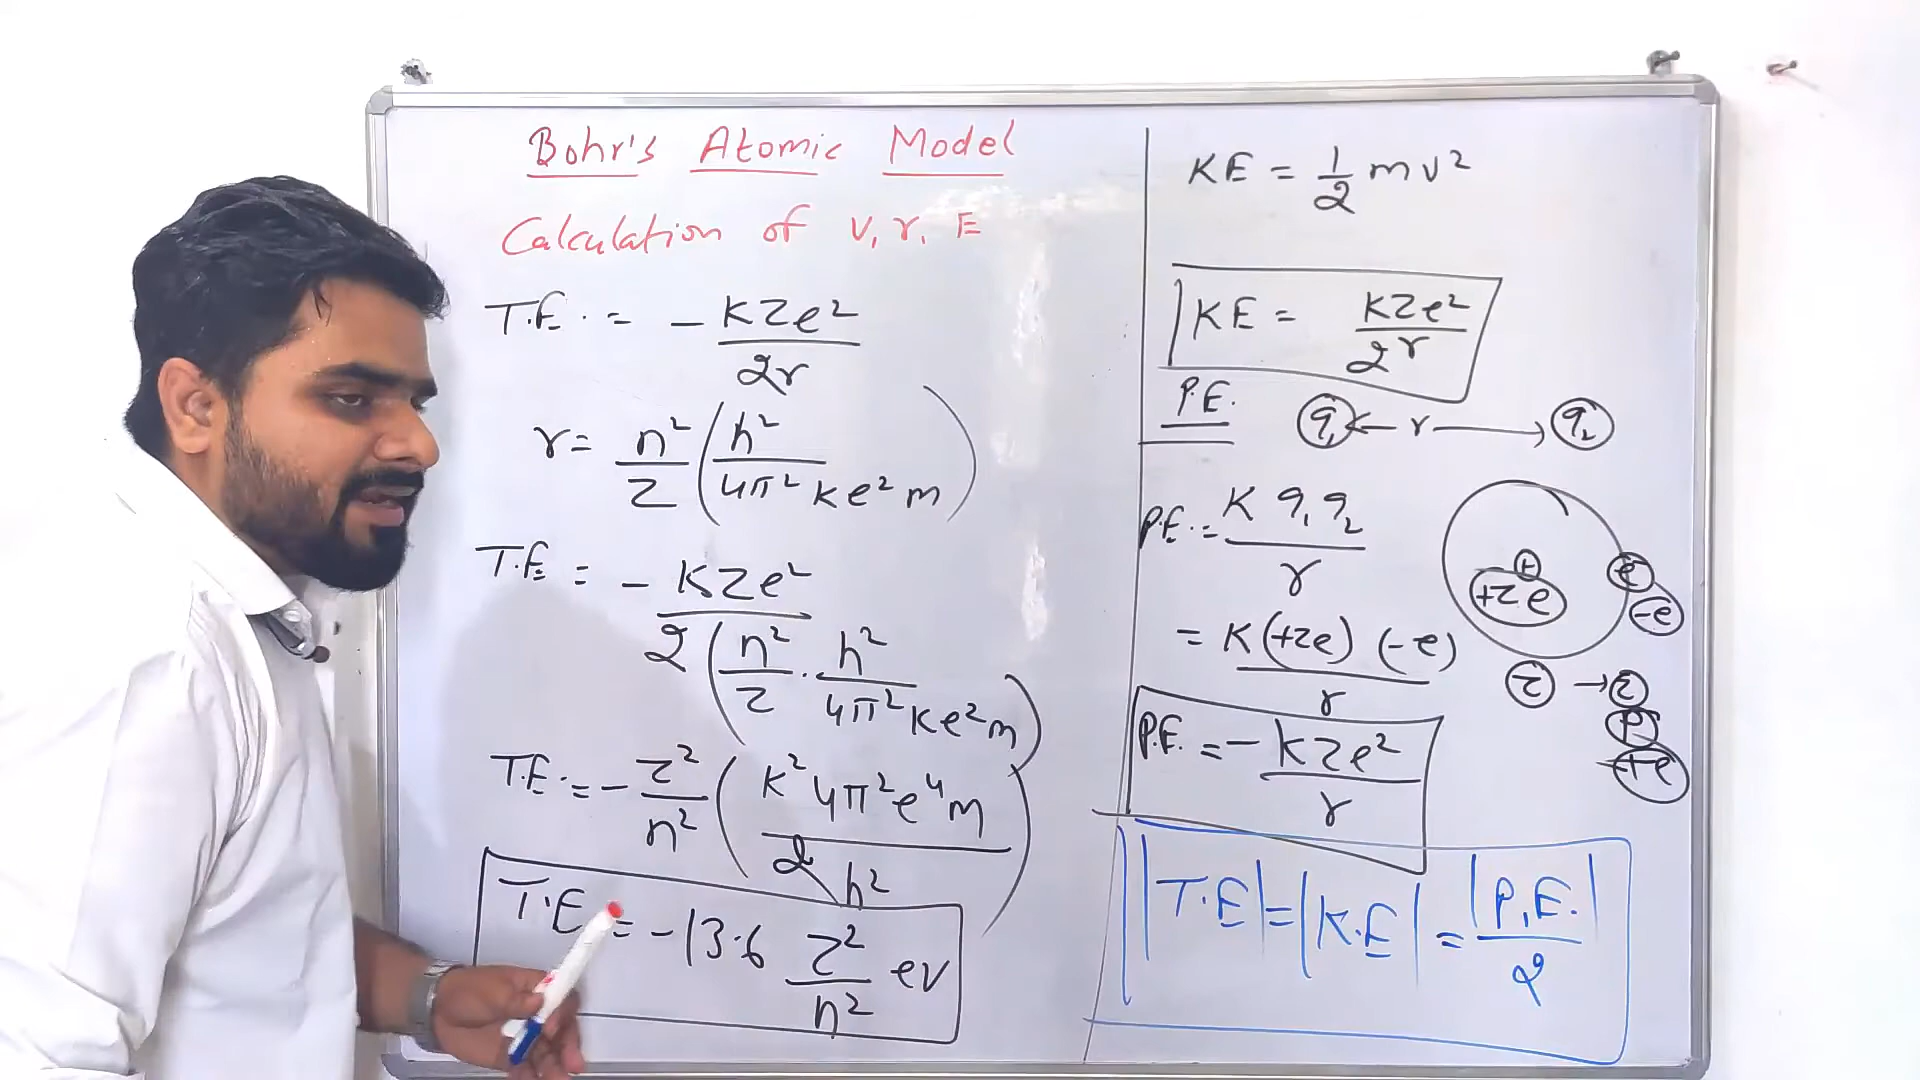 Bohr's Atomic Model
Calculation of v, r, E
T.E. = - KZe²/2r
r = n²/Z (h²/4π²ke²m)
T.E = - KZe²/2(n²/Z · h²/4π²ke²m)
T.E. = - Z²/n² (K²4π²e⁴m/2h²)
T.E = -13.6 Z²/n² ev
KE = 1/2 mv²
KE = KZe²/2r
P.E.
q₁ ← r → q₂
P.E. = K q₁q₂/r
= K(+Ze) (-e)/r
P.E. = - KZe²/r
+
+Ze
e
-e
Z → Z
P
+e
|T.E| = |K.E| = |P.E.|/2